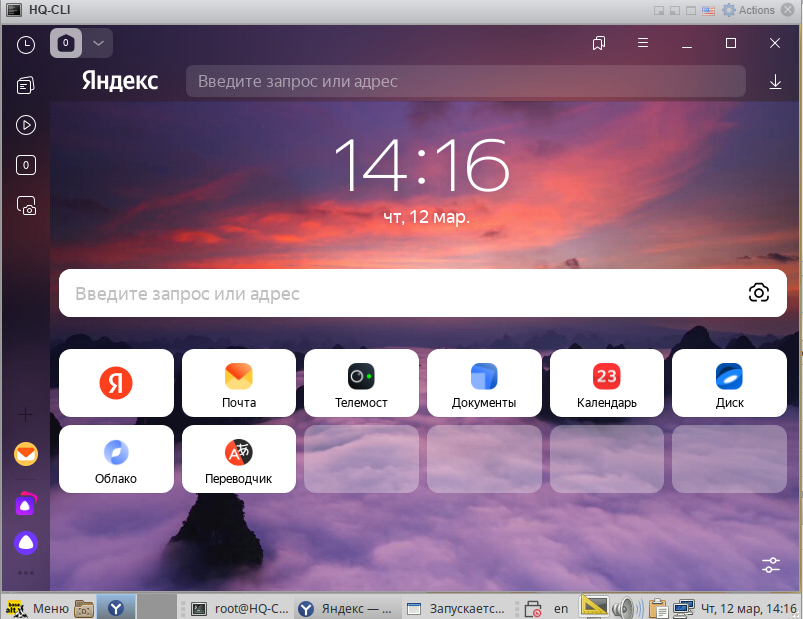 HQ-CLI
Actions
0
Яндекс
Введите запрос или адрес
0
14:16
чт, 12 мар.
Введите запрос или адрес
Я
Почта
Телемост
Документы
23
Календарь
Диск
Облако
Переводчик
Меню
root@HQ-C...
Яндекс — ...
Запускаетс...
en
Чт, 12 мар, 14:16